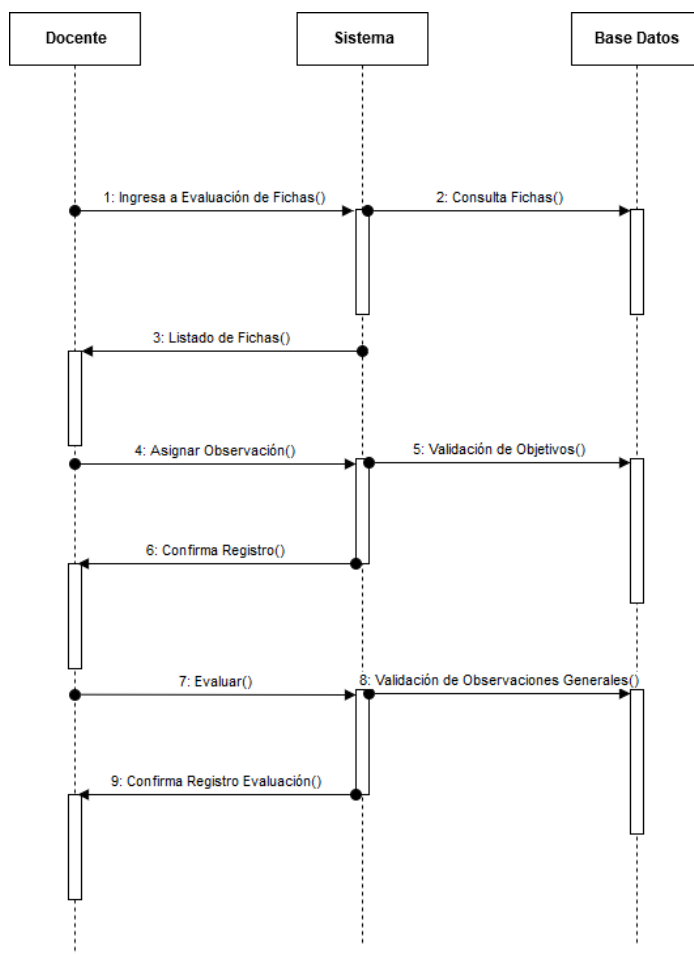 Docente
Sistema
Base Datos
1: Ingresa a Evaluación de Fichas()
2: Consulta Fichas()
3: Listado de Fichas()
4: Asignar Observación()
5: Validación de Objetivos()
6: Confirma Registro()
7: Evaluar()
8: Validación de Observaciones Generales()
9: Confirma Registro Evaluación()